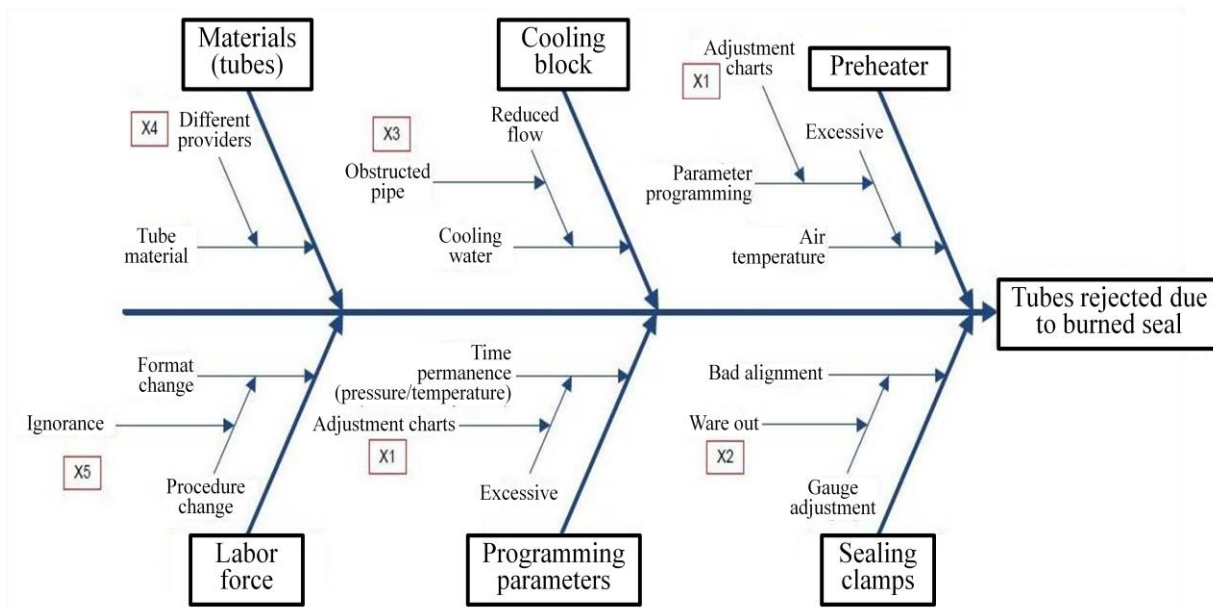 Materials
(tubes)
Cooling
block
Preheater
Adjustment
charts
X1
X4
Different
providers
X3
Reduced
flow
Excessive
Obstructed
pipe
Parameter
programming
Tube
material
Cooling
water
Air
temperature
Tubes rejected due
to burned seal
Format
change
Time
permanence
(pressure/temperature)
Bad alignment
Ignorance
Adjustment charts
Ware out
X5
X1
X2
Procedure
change
Excessive
Gauge
adjustment
Labor
force
Programming
parameters
Sealing
clamps